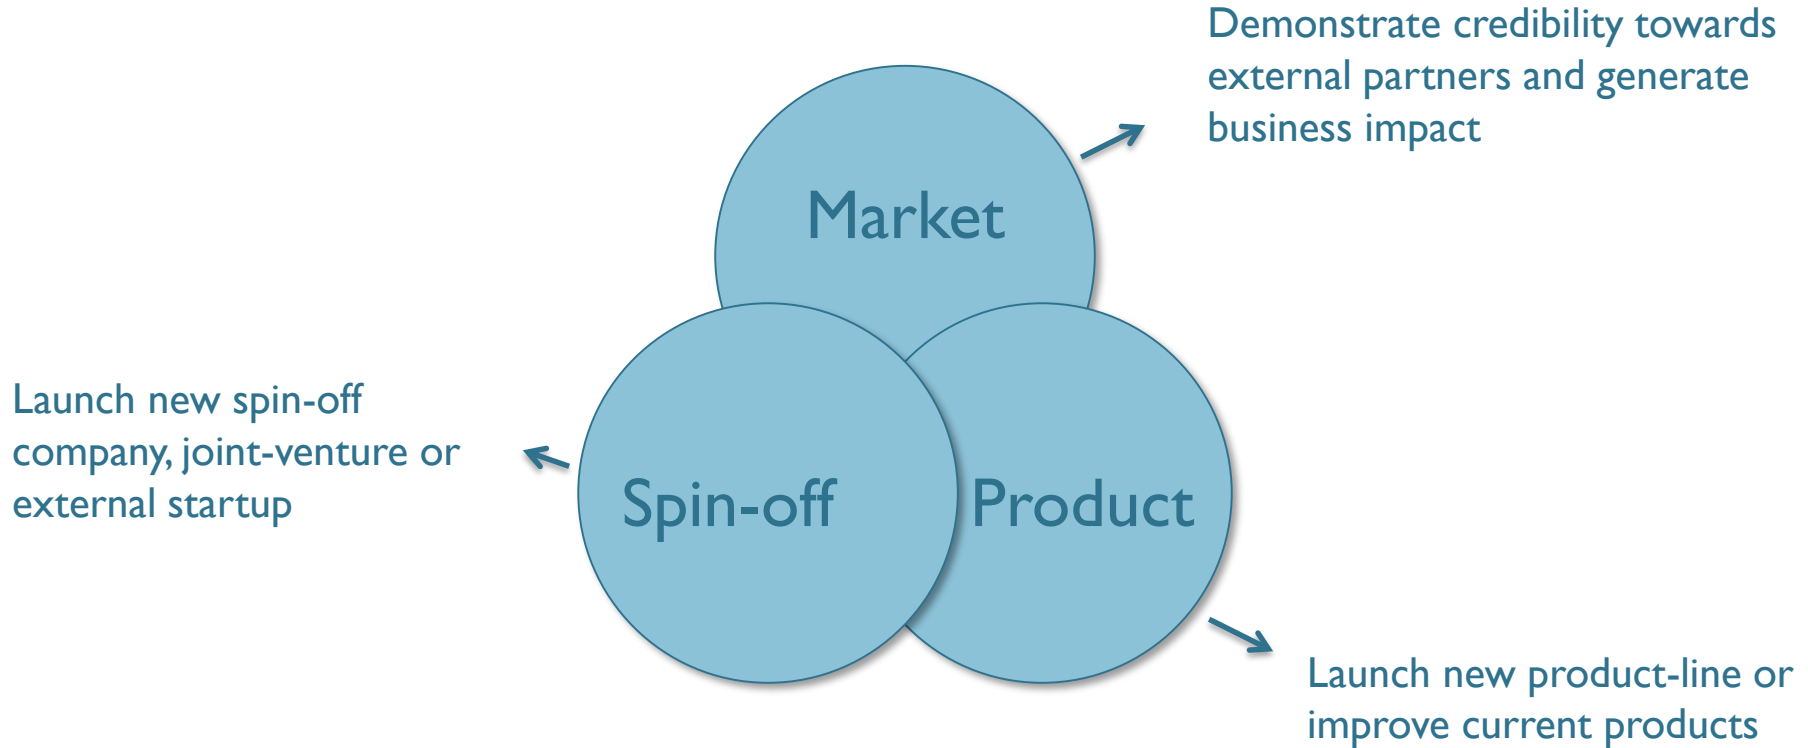 Demonstrate credibility towards
external partners and generate
business impact
Market
Launch new spin-off
company, joint-venture or
external startup
Spin-off
Product
Launch new product-line or
improve current products